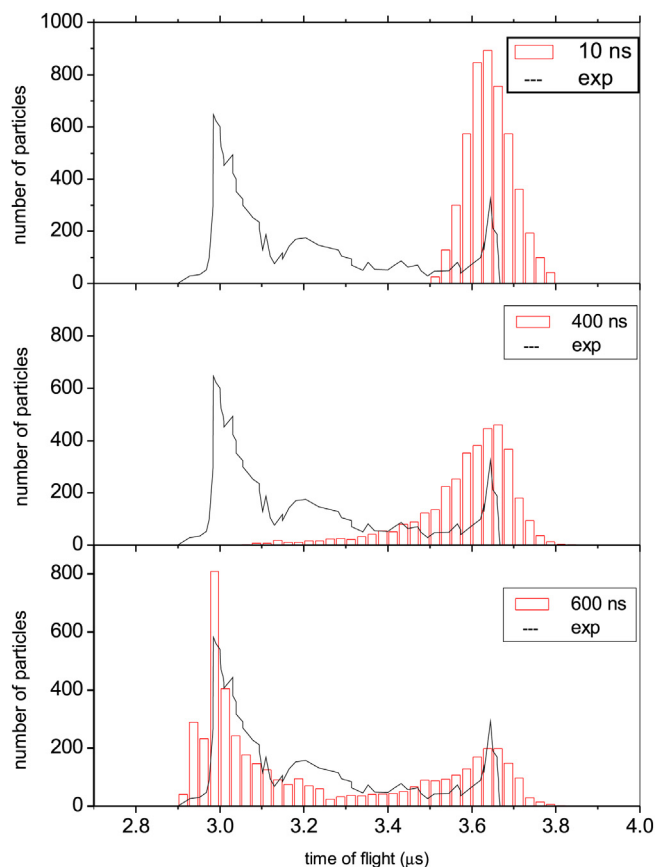 1000
800
600
400
200
0
number of particles
10 ns
--- exp
800
600
400
200
0
number of particles
400 ns
--- exp
800
600
400
200
0
number of particles
600 ns
--- exp
2.8 3.0 3.2 3.4 3.6 3.8 4.0
time of flight (μs)